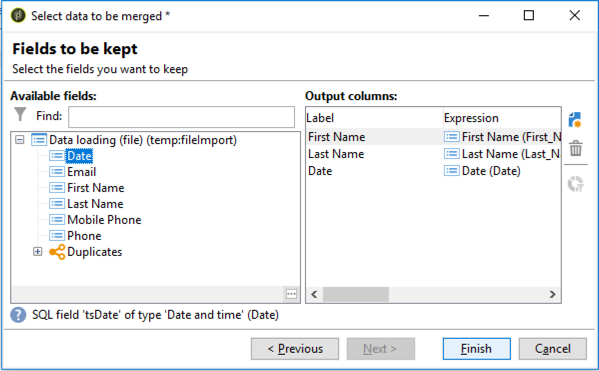 Select data to be merged *
Fields to be kept
Select the fields you want to keep
Available fields:
Find:
Data loading (file) (temp:fileImport)
Date
Email
First Name
Last Name
Mobile Phone
Phone
Duplicates
Output columns:
Label Expression
First Name First Name (First_N
Last Name Last Name (Last_N
Date Date (Date)
SQL field 'tsDate' of type 'Date and time' (Date)
< Previous Next > Finish Cancel